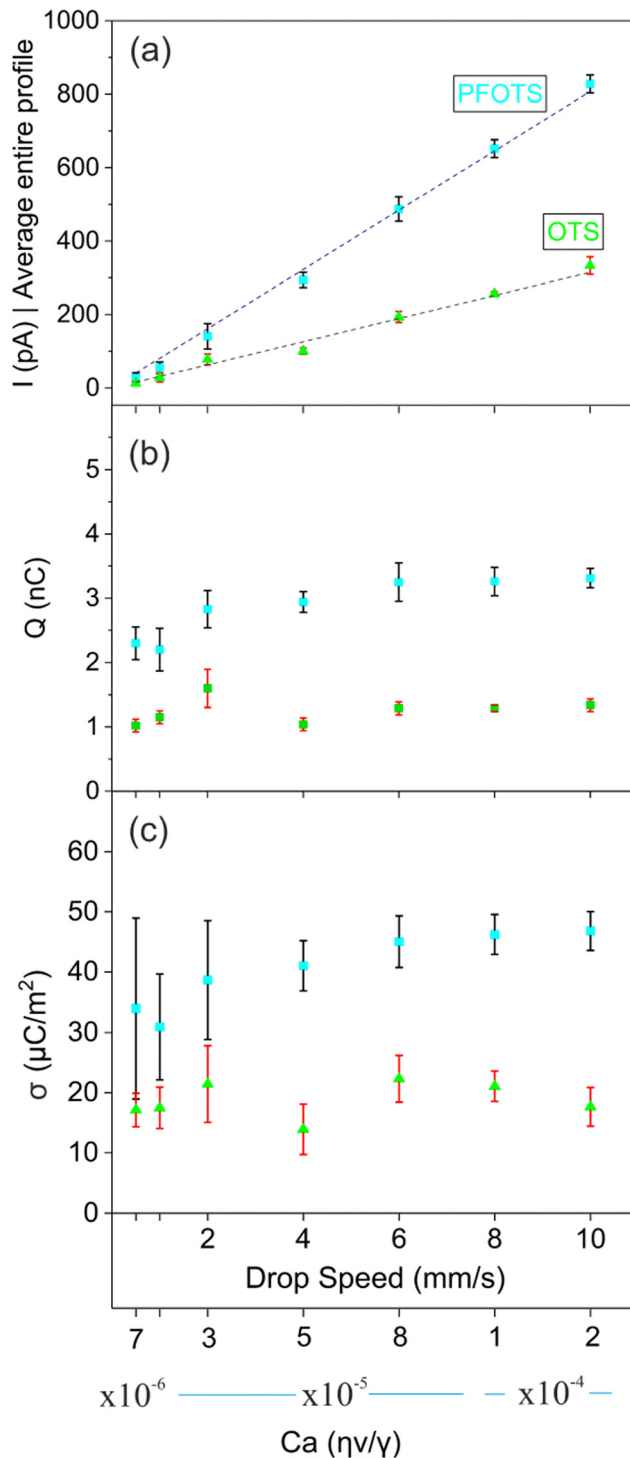 (a)
1000
800
600
400
200
0
I (pA) | Average entire profile
PFOTS
OTS
(b)
5
4
3
2
1
0
Q (nC)
(c)
60
50
40
30
20
10
0
σ (μC/m²)
2 4 6 8 10
Drop Speed (mm/s)
7 3 5 8 1 2
x10⁻⁶ x10⁻⁵ x10⁻⁴
Ca (ηv/γ)